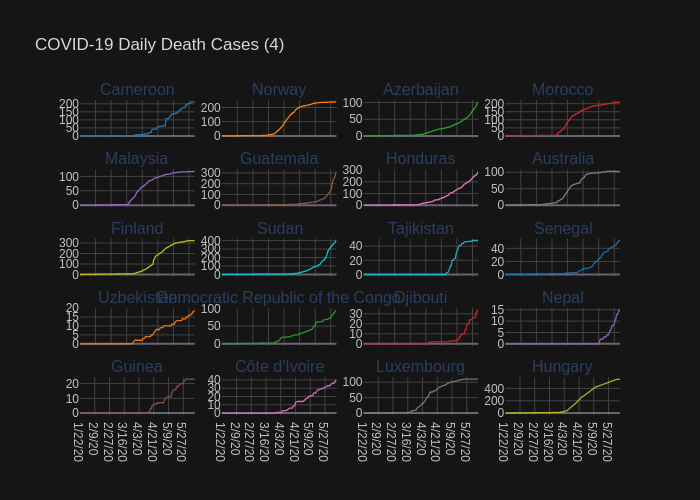 COVID-19 Daily Death Cases (4)
Cameroon Norway Azerbaijan Morocco
200 150 100 50 0
200 100 0
100 50 0
200 150 100 50 0
Malaysia Guatemala Honduras Australia
100 50 0
300 200 100 0
300 200 100 0
100 50 0
Finland Sudan Tajikistan Senegal
300 200 100 0
400 300 200 100 0
40 20 0
40 20 0
Uzbekistan Democratic Republic of the Congo Djibouti Nepal
20 15 10 5 0
100 50 0
30 20 10 0
15 10 5 0
Guinea Côte d'Ivoire Luxembourg Hungary
20 10 0
40 30 20 10 0
100 50 0
400 200 0
1/22/20 2/9/20 2/27/20 3/16/20 4/3/20 4/21/20 5/9/20 5/27/20
1/22/20 2/9/20 2/27/20 3/16/20 4/3/20 4/21/20 5/9/20 5/27/20
1/22/20 2/9/20 2/27/20 3/16/20 4/3/20 4/21/20 5/9/20 5/27/20
1/22/20 2/9/20 2/27/20 3/16/20 4/3/20 4/21/20 5/9/20 5/27/20